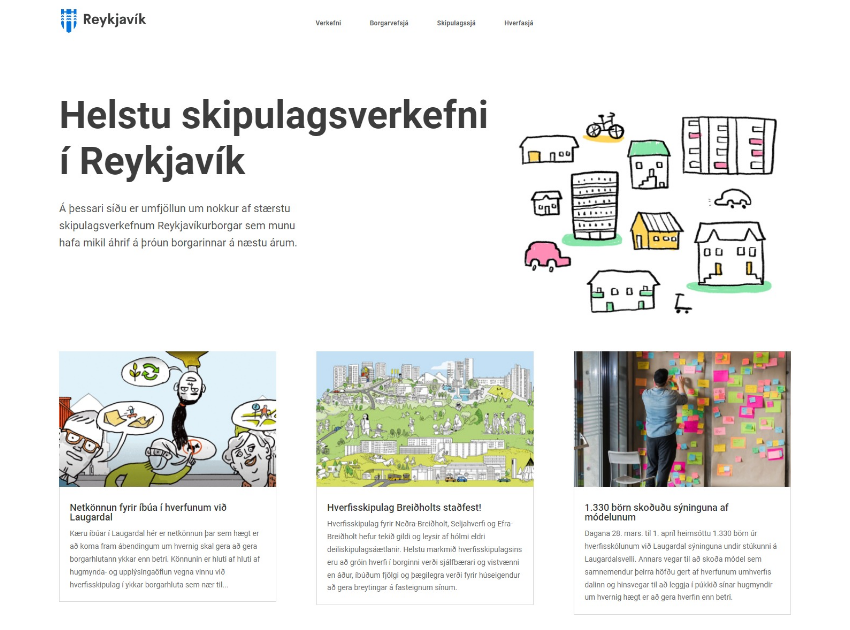 Reykjavík
Verkefni
Borgarvefsjá
Skipulagssjá
Hverfasjá
Helstu skipulagsverkefni
í Reykjavík
Á þessari síðu er umfjöllun um nokkur af stærstu
skipulagsverkefnum Reykjavíkurborgar sem munu
hafa mikil áhrif á þróun borgarinnar á næstu árum.
Netkönnun fyrir íbúa í hverfunum við
Laugardal
Kæru íbúar í Laugardal hér er netkönnun þar sem hægt er
að koma fram ábendingum um hvernig skal gera að gera
borgarhlutann ykkar enn betri. Könnunin er hluti af hluti af
hugmynda- og upplýsingaöflun vegna vinnu við
hverfisskipulag í ykkar borgarhluta sem nær til...
Hverfisskipulag Breiðholts staðfest!
Hverfisskipulag fyrir Neðra Breiðholt, Seljahverfi og Efra
Breiðholt hefur tekið gildi og leysir af hólmi eldri
deiliskipulagsáætlanir. Helstu markmið hverfisskipulagsins
eru að gróin hverfi í borginni verði sjálfbærari og vistvænni
en áður, íbúðum fjölgi og þægilegra verði fyrir húseigendur
að gera breytingar á fasteignum sínum.
1.330 börn skoðuðu sýninguna af
módelunum
Dagana 28. mars. til 1. apríl heimsóttu 1.330 börn úr
hverfisskólunum við Laugardal sýninguna undir stúkunni á
Laugardalsvelli. Annars vegar til að skoða módel sem
samnemendur þeirra höfðu gert af hverfunum umhverfis
dalinn og hinsvegar til að leggja í púkkið sínar hugmyndir
um hvernig hægt er að gera hverfin enn betri.